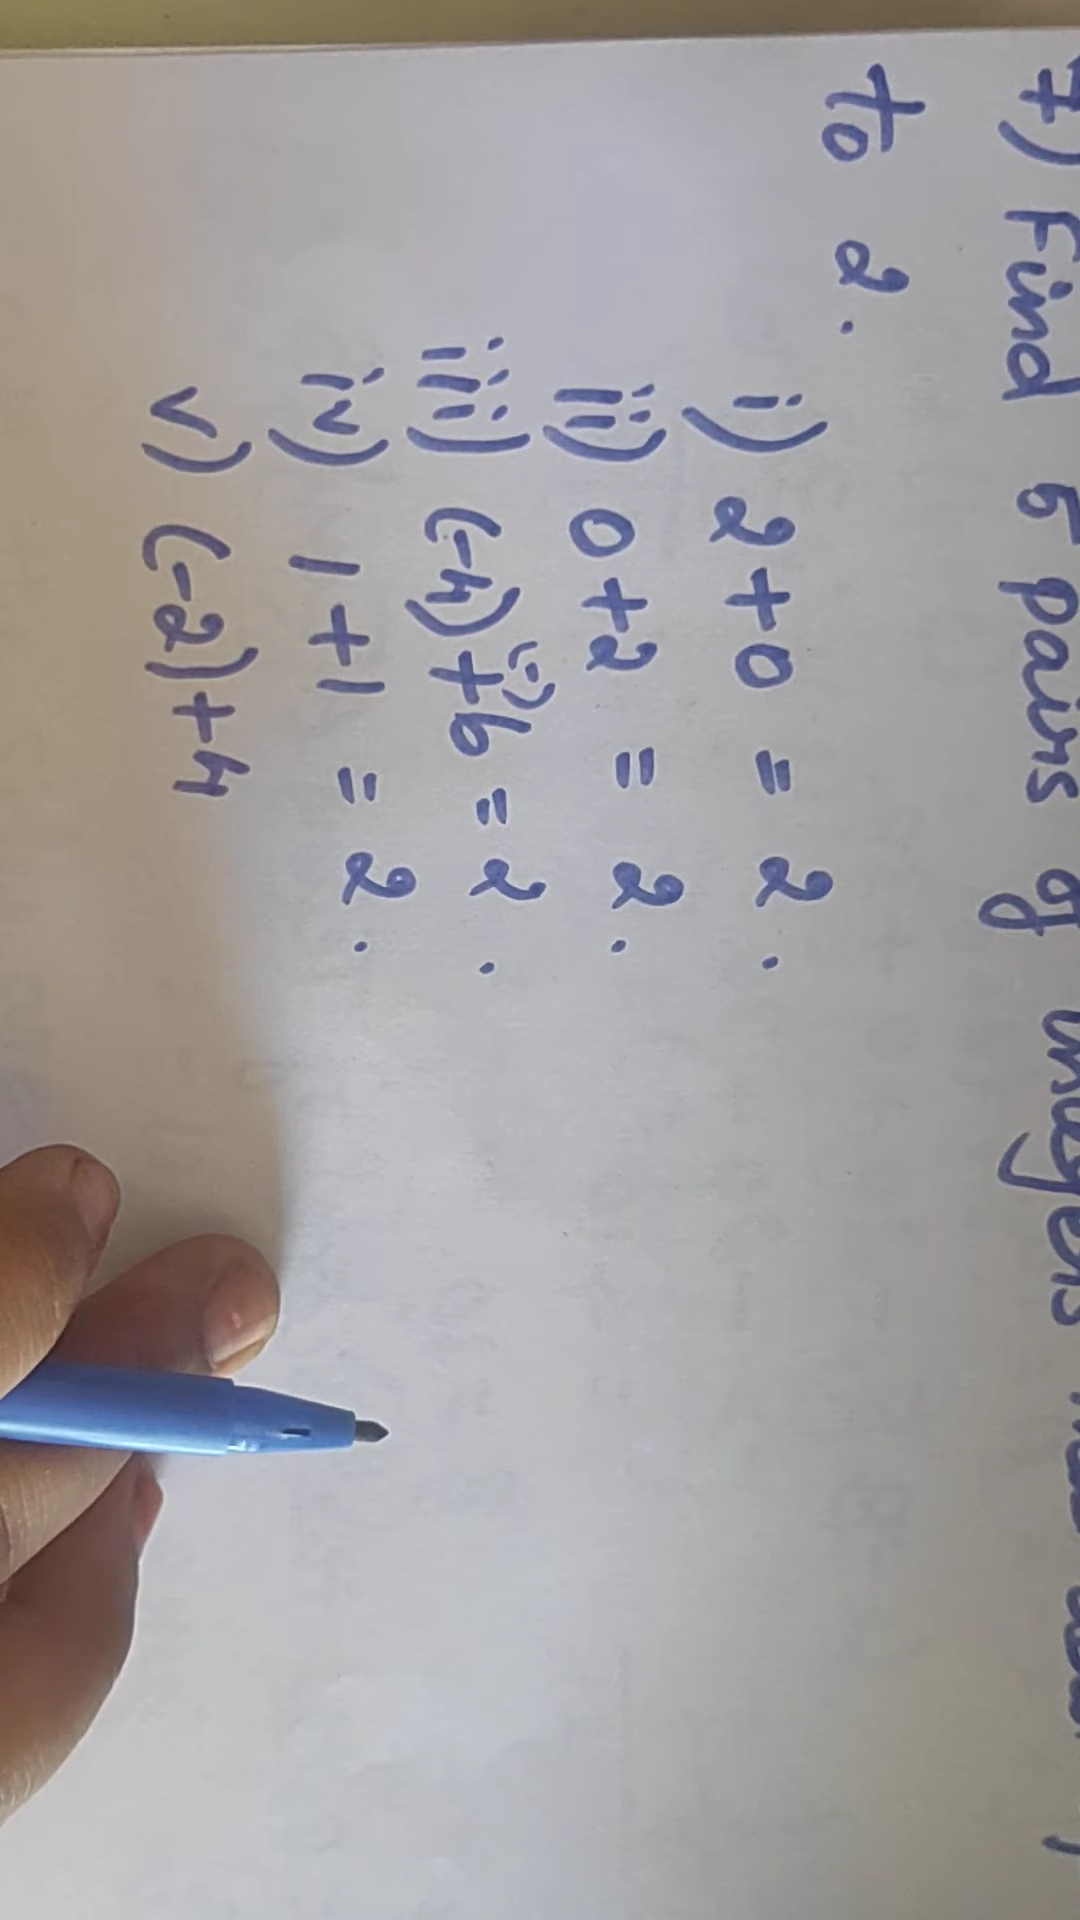 7) Find 5 pairs of integers that
to 2.
i) 2+0 = 2.
ii) 0+2 = 2.
(-)
iii) (-4)+6 = 2.
iv) 1+1 = 2.
v) (-2)+4